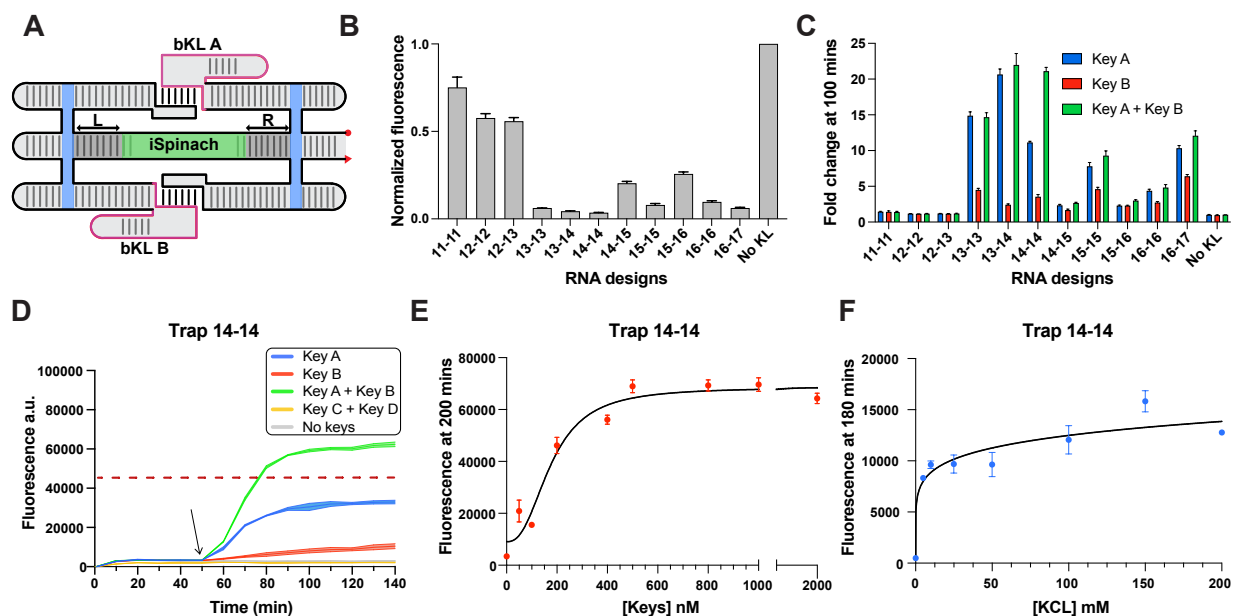 A
bKL A
L
iSpinach
R
bKL B
B
Normalized fluorescence
1.0
0.5
0.0
11-11
12-12
12-13
13-13
13-14
14-14
14-15
15-15
15-16
16-16
16-17
No KL
RNA designs
C
Fold change at 100 mins
25
20
15
10
5
0
Key A
Key B
Key A + Key B
11-11
12-12
12-13
13-13
13-14
14-14
14-15
15-15
15-16
16-16
16-17
No KL
RNA designs
D
Trap 14-14
Fluorescence a.u.
100000
80000
60000
40000
20000
0
Key A
Key B
Key A + Key B
Key C + Key D
No keys
0 20 40 60 80 100 120 140
Time (min)
E
Trap 14-14
Fluorescence at 200 mins
80000
60000
40000
20000
0
0 200 400 600 800 1000 2000
[Keys] nM
F
Trap 14-14
Fluorescence at 180 mins
20000
15000
10000
5000
0
0 50 100 150 200
[KCL] mM